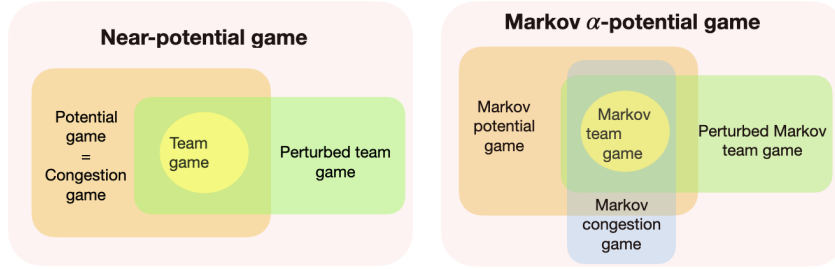 Near-potential game
Potential
game
=
Congestion
game
Team
game
Perturbed team
game
Markov α-potential game
Markov
potential
game
Markov
team
game
Perturbed Markov
team game
Markov
congestion
game